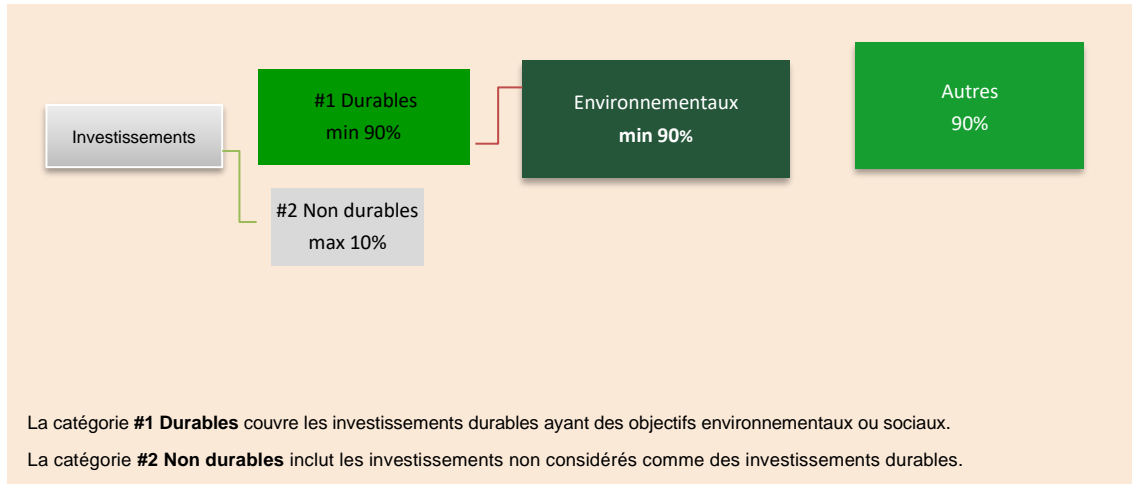 Investissements
#1 Durables
min 90%
#2 Non durables
max 10%
Environnementaux
min 90%
Autres
90%
La catégorie #1 Durables couvre les investissements durables ayant des objectifs environnementaux ou sociaux.
La catégorie #2 Non durables inclut les investissements non considérés comme des investissements durables.